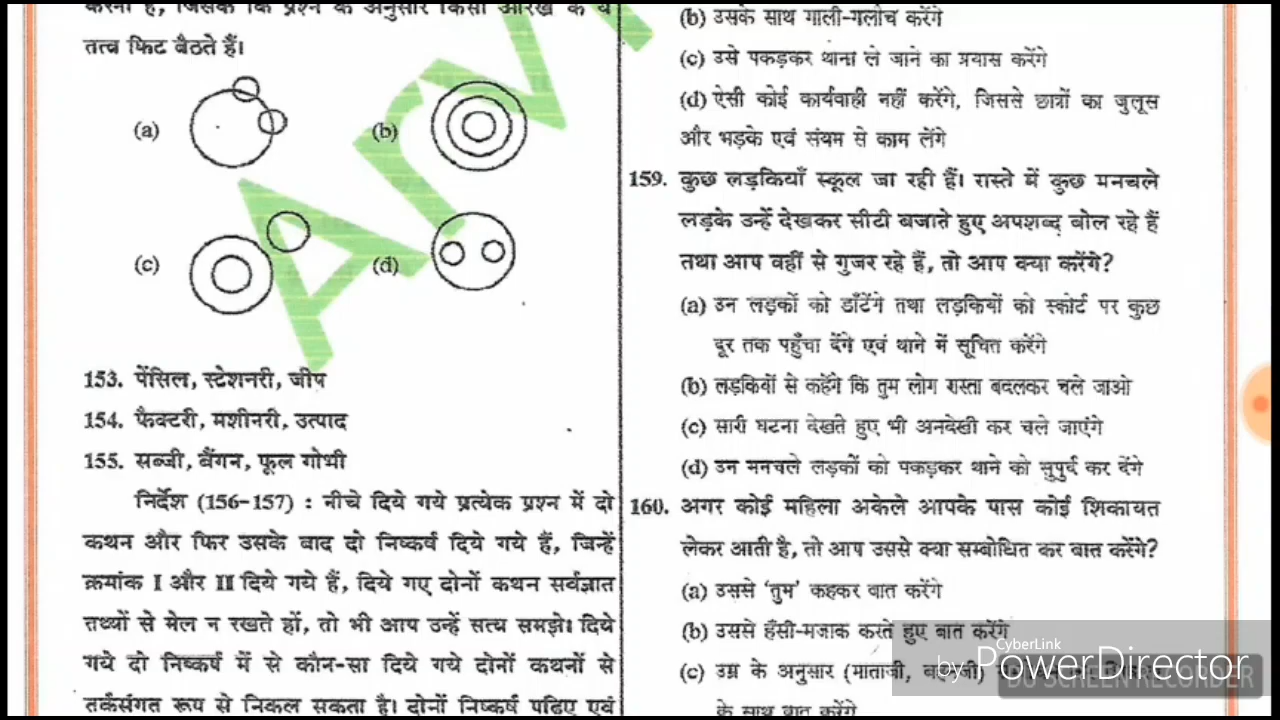 तत्व फिट बैठते हैं।
(a)
(b)
(c)
(d)
153. पेंसिल, स्टेशनरी, जीप
154. फैक्टरी, मशीनरी, उत्पाद
155. सब्जी, बैंगन, फूल गोभी
निर्देश (156-157) : नीचे दिये गये प्रत्येक प्रश्न में दो
कथन और फिर उसके बाद दो निष्कर्ष दिये गये हैं, जिन्हें
क्रमांक I और II दिये गये हैं, दिये गए दोनों कथन सर्वज्ञात
तथ्यों से मेल न रखते हों, तो भी आप उन्हें सत्य समझे। दिये
गये दो निष्कर्ष में से कौन-सा दिये गये दोनों कथनों से
तर्कसंगत रूप से निकल सकता है। दोनों निष्कर्ष पढ़िए एवं
(b) उसके साथ गाली-गलौच करेंगे
(c) उसे पकड़कर थाना ले जाने का प्रयास करेंगे
(d) ऐसी कोई कार्यवाही नहीं करेंगे, जिससे छात्रों का जुलूस
और भड़के एवं संयम से काम लेंगे
159. कुछ लड़कियाँ स्कूल जा रही हैं। रास्ते में कुछ मनचले
लड़के उन्हें देखकर सीटी बजाते हुए अपशब्द बोल रहे हैं
तथा आप वहीं से गुजर रहे हैं, तो आप क्या करेंगे?
(a) उन लड़कों को डाँटेंगे तथा लड़कियों को स्कोर्ट पर कुछ
दूर तक पहुँचा देंगे एवं थाने में सूचित करेंगे
(b) लड़कियों से कहेंगे कि तुम लोग रास्ता बदलकर चले जाओ
(c) सारी घटना देखते हुए भी अनदेखी कर चले जाएंगे
(d) उन मनचले लड़कों को पकड़कर थाने को सुपुर्द कर देंगे
160. अगर कोई महिला अकेले आपके पास कोई शिकायत
लेकर आती है, तो आप उससे क्या सम्बोधित कर बात करेंगे?
(a) उससे 'तुम' कहकर बात करेंगे
(b) उससे हँसी-मजाक करते हुए बात करेंगे
(c) उम्र के अनुसार (माताजी, बहनजी)
के साथ बात करेंगे
CyberLink
by PowerDirector
DU SCREEN RECORDER